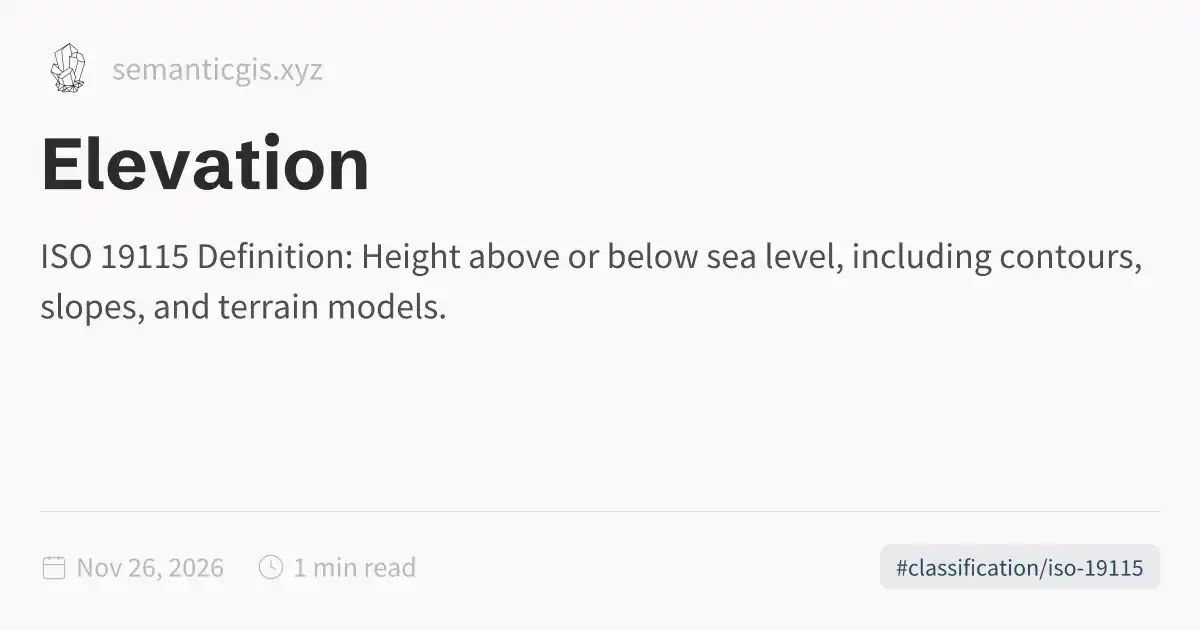 semanticgis.xyz
Elevation
ISO 19115 Definition: Height above or below sea level, including contours,
slopes, and terrain models.
Nov 26, 2026 1 min read #classification/iso-19115